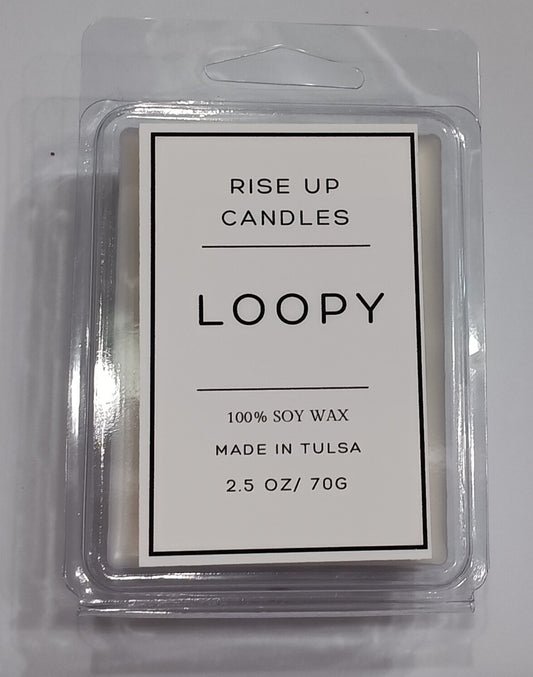 RISE UP
CANDLES
LOOPY
100% SOY WAX
MADE IN TULSA
2.5 OZ/ 70G